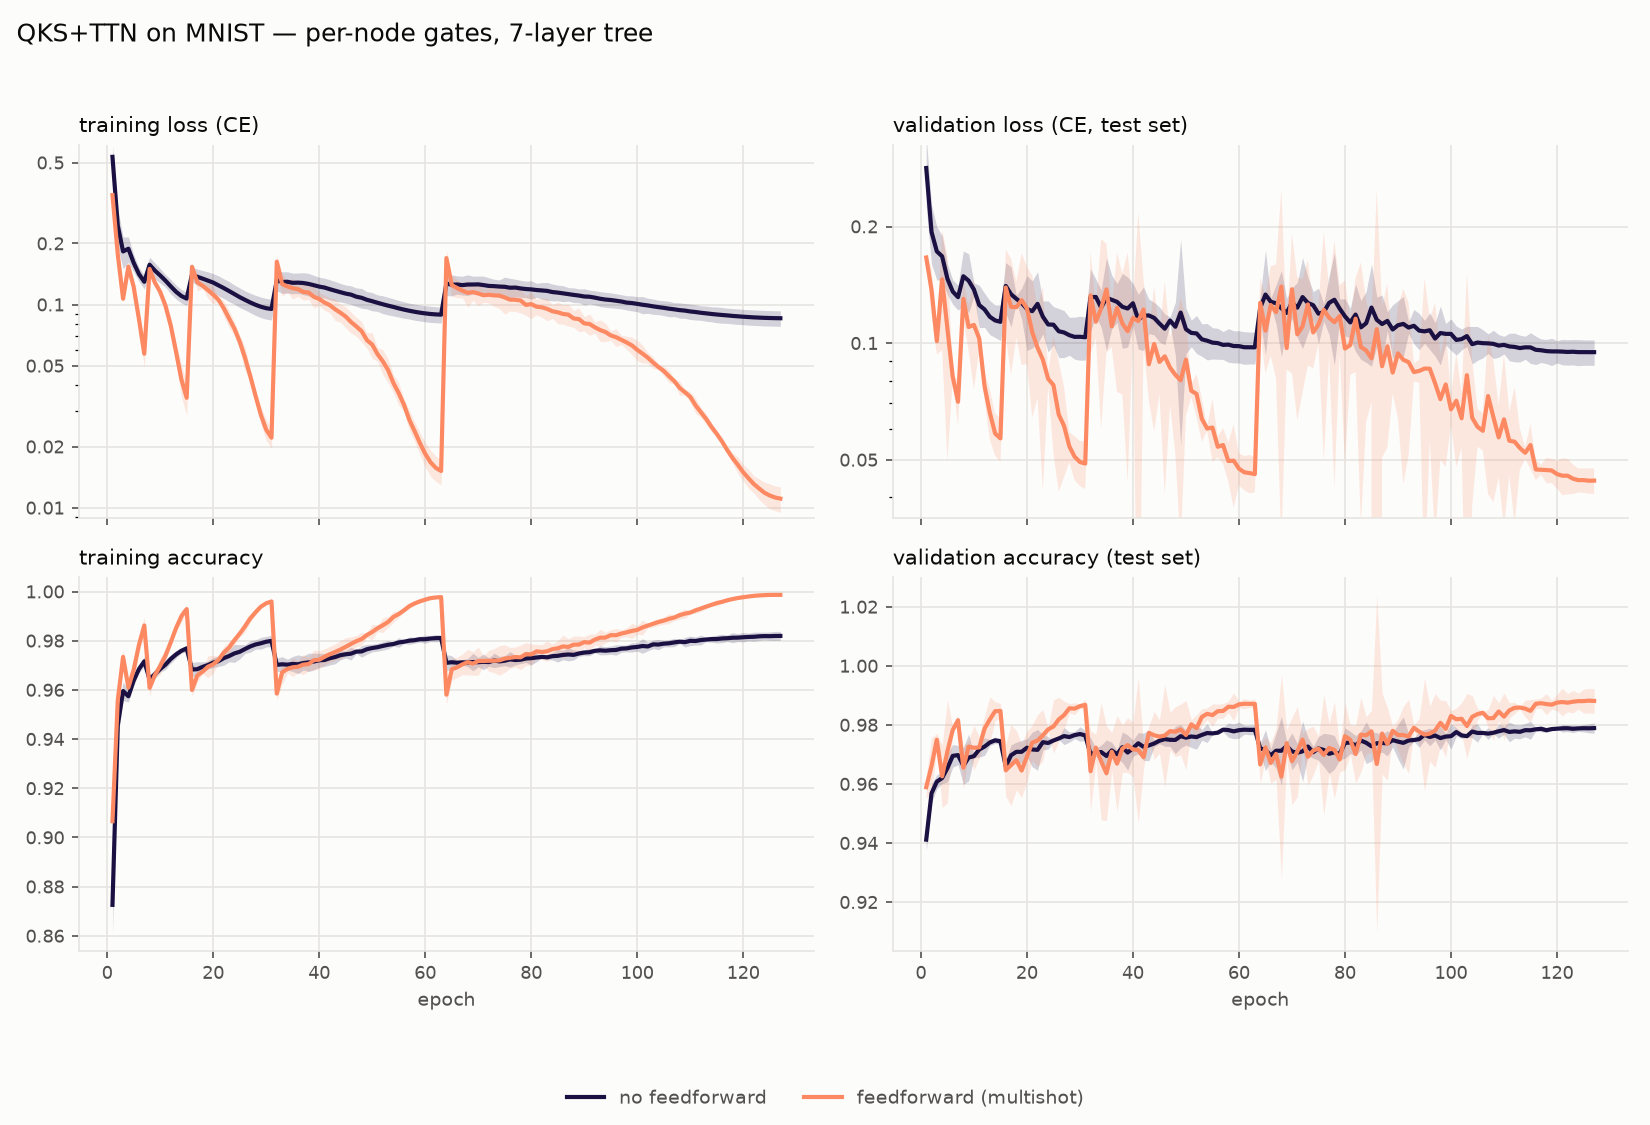 QKS+TTN on MNIST — per-node gates, 7-layer tree
training loss (CE)
0.5
0.2
0.1
0.05
0.02
0.01
validation loss (CE, test set)
0.2
0.1
0.05
training accuracy
1.00
0.98
0.96
0.94
0.92
0.90
0.88
0.86
0 20 40 60 80 100 120
epoch
validation accuracy (test set)
1.02
1.00
0.98
0.96
0.94
0.92
0 20 40 60 80 100 120
epoch
no feedforward feedforward (multishot)